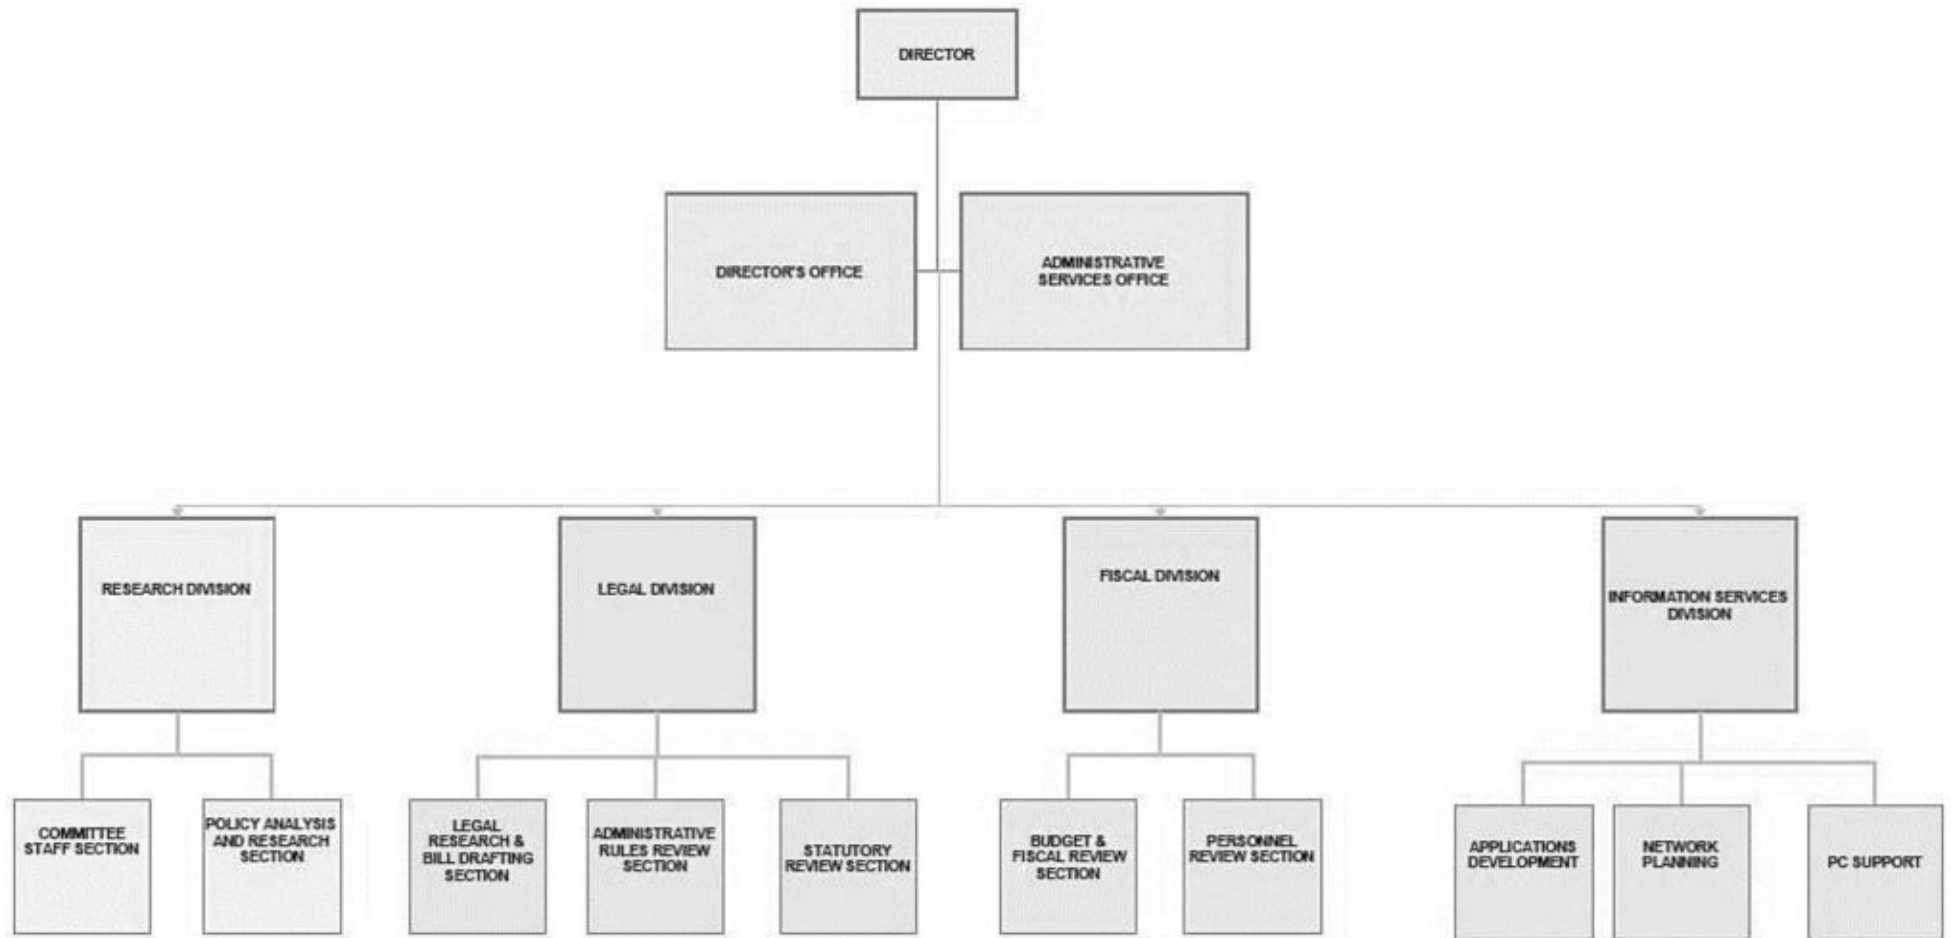 DIRECTOR
DIRECTOR'S OFFICE
ADMINISTRATIVE
SERVICES OFFICE
RESEARCH DIVISION
LEGAL DIVISION
FISCAL DIVISION
INFORMATION SERVICES
DIVISION
COMMITTEE
STAFF SECTION
POLICY ANALYSIS
AND RESEARCH
SECTION
LEGAL
RESEARCH &
BILL DRAFTING
SECTION
ADMINISTRATIVE
RULES REVIEW
SECTION
STATUTORY
REVIEW SECTION
BUDGET &
FISCAL REVIEW
SECTION
PERSONNEL
REVIEW SECTION
APPLICATIONS
DEVELOPMENT
NETWORK
PLANNING
PC SUPPORT